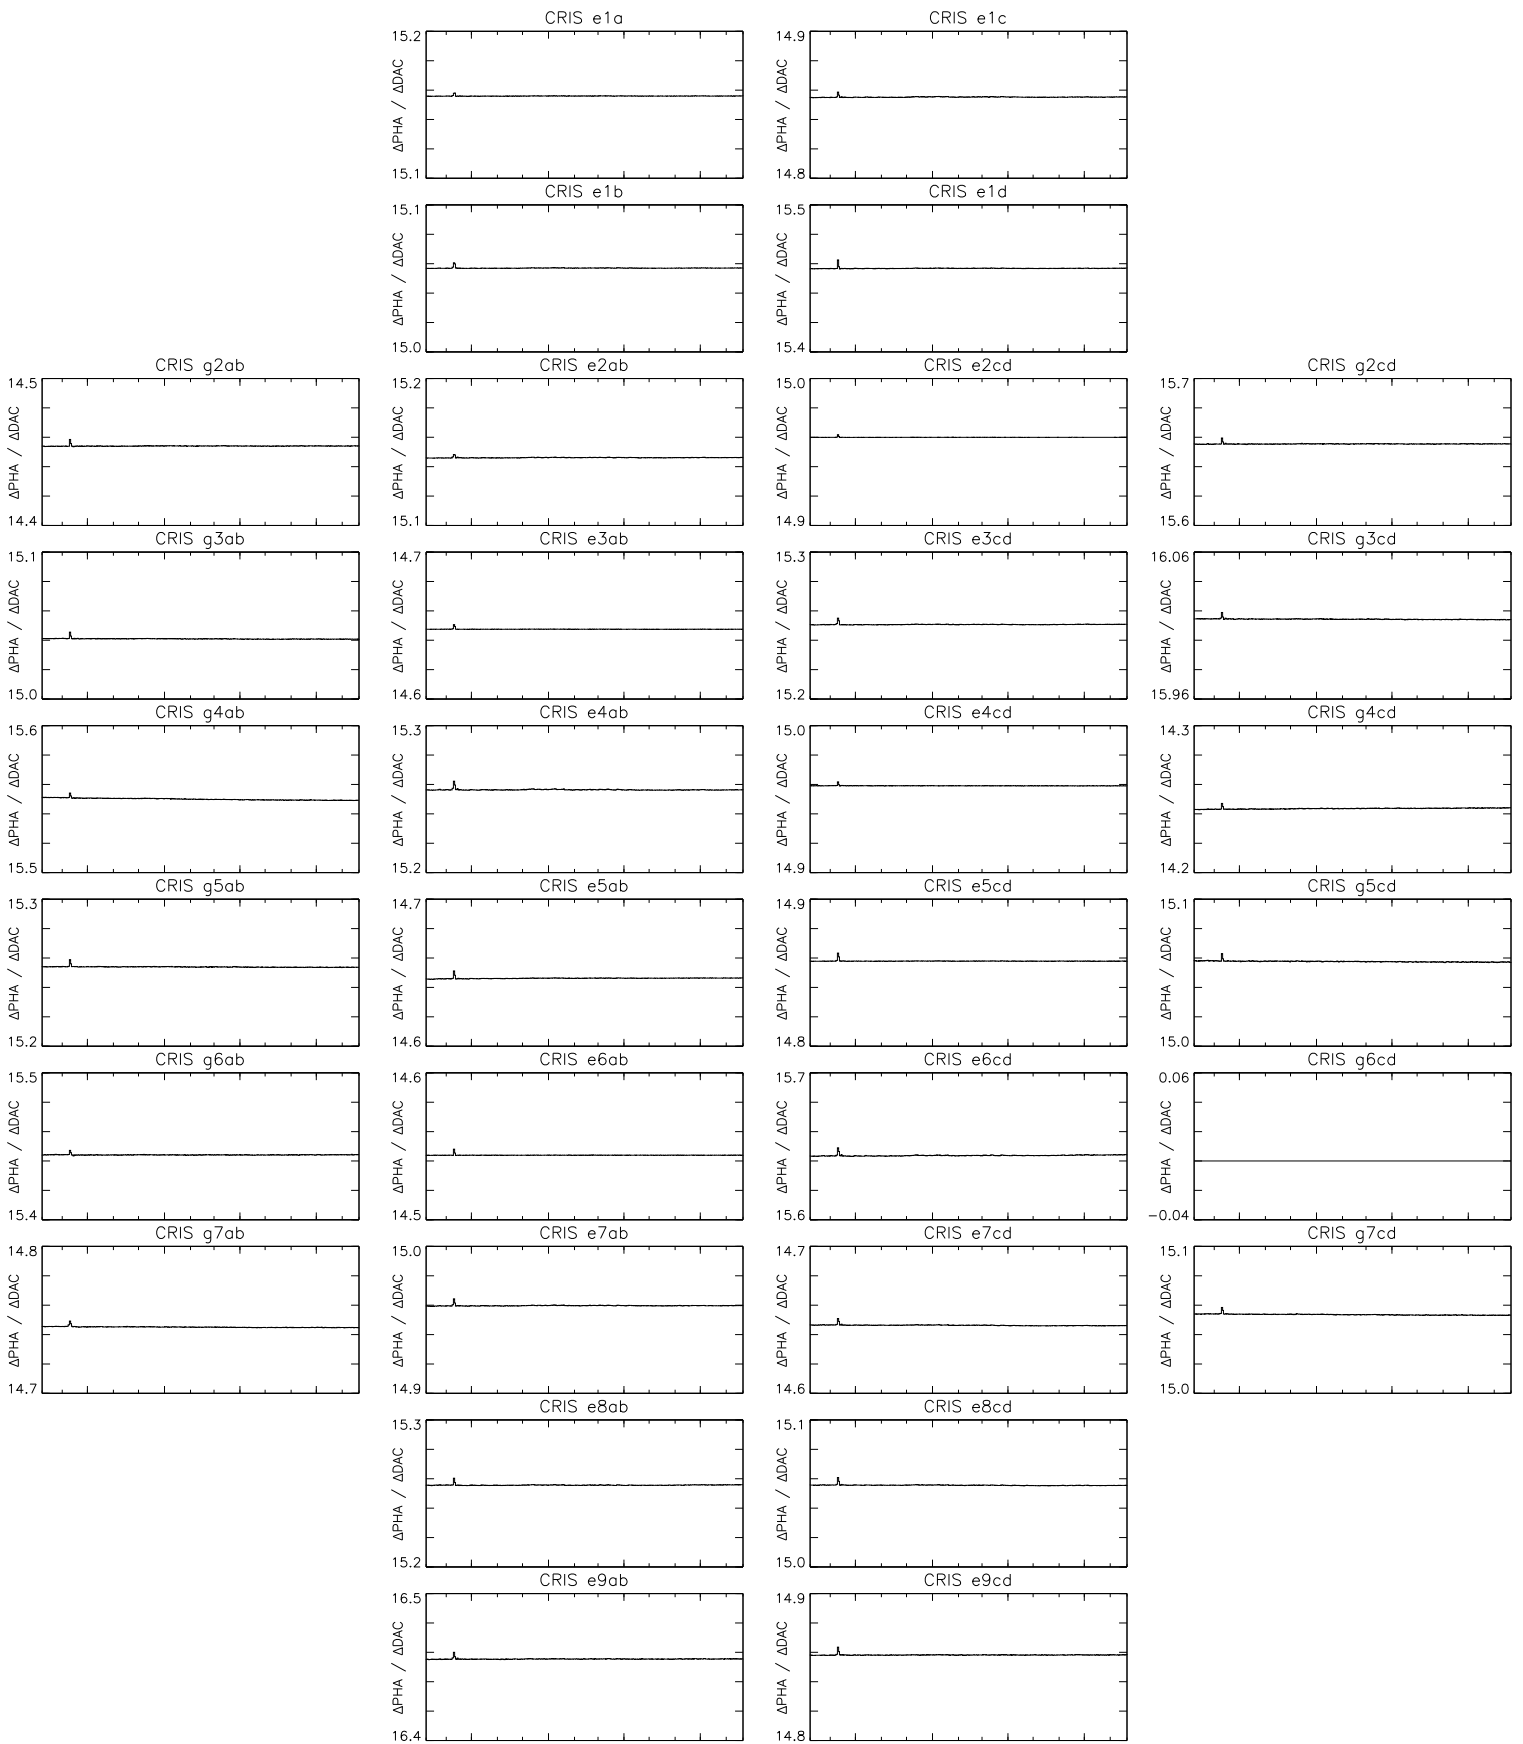 CRIS e1a
15.2
ΔPHA / ΔDAC
15.1
CRIS e1c
14.9
ΔPHA / ΔDAC
14.8
CRIS e1b
15.1
ΔPHA / ΔDAC
15.0
CRIS e1d
15.5
ΔPHA / ΔDAC
15.4
CRIS g2ab
14.5
ΔPHA / ΔDAC
14.4
CRIS e2ab
15.2
ΔPHA / ΔDAC
15.1
CRIS e2cd
15.0
ΔPHA / ΔDAC
14.9
CRIS g2cd
15.7
ΔPHA / ΔDAC
15.6
CRIS g3ab
15.1
ΔPHA / ΔDAC
15.0
CRIS e3ab
14.7
ΔPHA / ΔDAC
14.6
CRIS e3cd
15.3
ΔPHA / ΔDAC
15.2
CRIS g3cd
16.06
ΔPHA / ΔDAC
15.96
CRIS g4ab
15.6
ΔPHA / ΔDAC
15.5
CRIS e4ab
15.3
ΔPHA / ΔDAC
15.2
CRIS e4cd
15.0
ΔPHA / ΔDAC
14.9
CRIS g4cd
14.3
ΔPHA / ΔDAC
14.2
CRIS g5ab
15.3
ΔPHA / ΔDAC
15.2
CRIS e5ab
14.7
ΔPHA / ΔDAC
14.6
CRIS e5cd
14.9
ΔPHA / ΔDAC
14.8
CRIS g5cd
15.1
ΔPHA / ΔDAC
15.0
CRIS g6ab
15.5
ΔPHA / ΔDAC
15.4
CRIS e6ab
14.6
ΔPHA / ΔDAC
14.5
CRIS e6cd
15.7
ΔPHA / ΔDAC
15.6
CRIS g6cd
0.06
ΔPHA / ΔDAC
−0.04
CRIS g7ab
14.8
ΔPHA / ΔDAC
14.7
CRIS e7ab
15.0
ΔPHA / ΔDAC
14.9
CRIS e7cd
14.7
ΔPHA / ΔDAC
14.6
CRIS g7cd
15.1
ΔPHA / ΔDAC
15.0
CRIS e8ab
15.3
ΔPHA / ΔDAC
15.2
CRIS e8cd
15.1
ΔPHA / ΔDAC
15.0
CRIS e9ab
16.5
ΔPHA / ΔDAC
16.4
CRIS e9cd
14.9
ΔPHA / ΔDAC
14.8